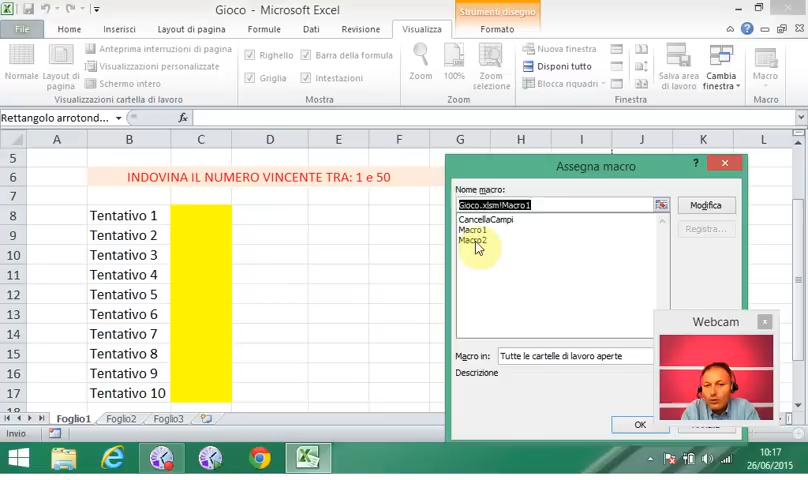 Gioco - Microsoft Excel
Strumenti disegno
File
Home
Inserisci
Layout di pagina
Formule
Dati
Revisione
Visualizza
Formato
Normale
Layout di
pagina
Anteprima interruzioni di pagina
Visualizzazioni personalizzate
Schermo intero
Visualizzazioni cartella di lavoro
Righello
Barra della formula
Griglia
Intestazioni
Mostra
Zoom
100%
Zoom
selezione
Zoom
Nuova finestra
Disponi tutto
Blocca riquadri
Salva area
di lavoro
Cambia
finestra
Finestra
Macro
Macro
Rettangolo arrotond...
fx
A B C D E F G H I J K L
5
6 INDOVINA IL NUMERO VINCENTE TRA: 1 e 50
7
8 Tentativo 1
9 Tentativo 2
10 Tentativo 3
11 Tentativo 4
12 Tentativo 5
13 Tentativo 6
14 Tentativo 7
15 Tentativo 8
16 Tentativo 9
17 Tentativo 10
18
Assegna macro
Nome macro:
Gioco.xlsm!Macro1
CancellaCampi
Macro1
Macro2
Modifica
Registra...
Macro in:
Tutte le cartelle di lavoro aperte
Descrizione
OK
Webcam
x
Foglio1
Foglio2
Foglio3
Invio
10:17
26/06/2015